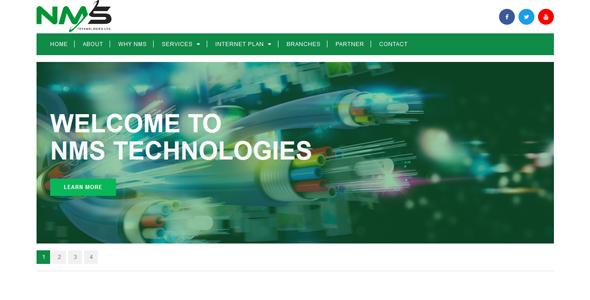 NMS
TECHNOLOGIES LTD.
HOME
ABOUT
WHY NMS
SERVICES
INTERNET PLAN
BRANCHES
PARTNER
CONTACT
WELCOME TO
NMS TECHNOLOGIES
LEARN MORE
1 2 3 4